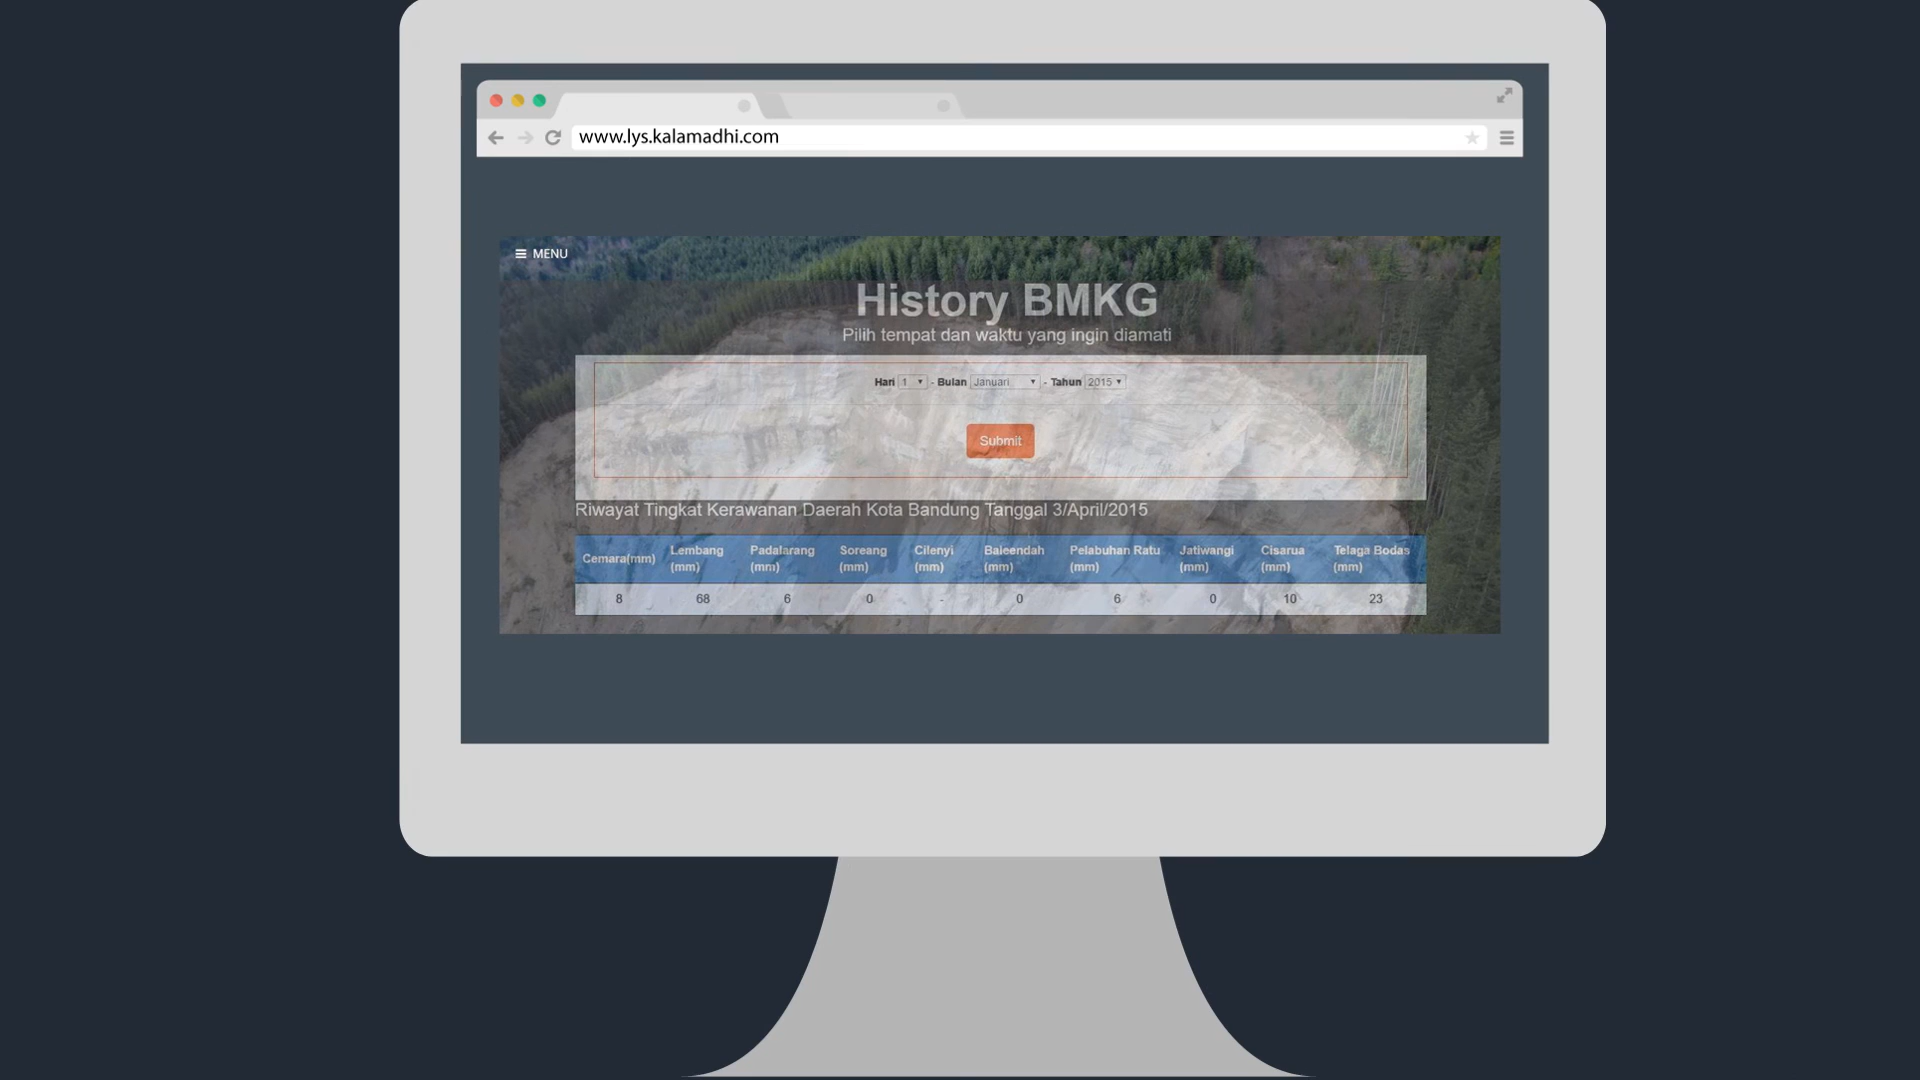 www.lys.kalamadhi.com
MENU
History BMKG
Pilih tempat dan waktu yang ingin diamati
Hari 1 - Bulan Januari - Tahun 2015
Submit
Riwayat Tingkat Kerawanan Daerah Kota Bandung Tanggal 3/April/2015
Cemara(mm) Lembang (mm) Padalarang (mm) Soreang (mm) Cilenyi (mm) Baleendah (mm) Pelabuhan Ratu (mm) Jatiwangi (mm) Cisarua (mm) Telaga Bodas (mm)
8 68 6 0 - 0 6 0 10 23